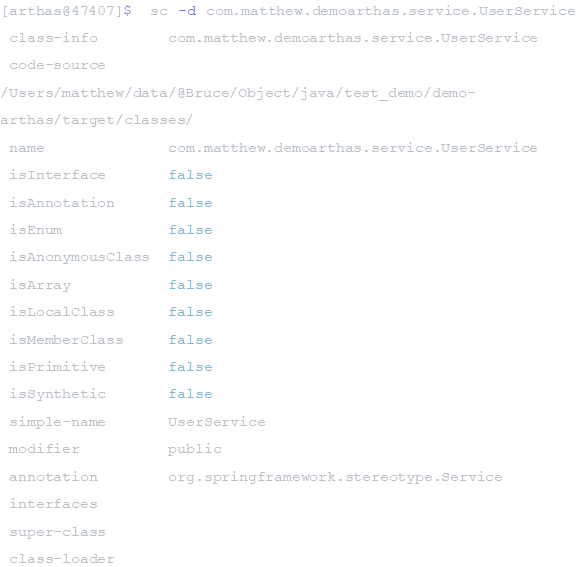 [arthas@47407]$ sc -d com.matthew.demoarthas.service.UserService
class-info com.matthew.demoarthas.service.UserService
code-source
/Users/matthew/data/@Bruce/Object/java/test_demo/demo-
arthas/target/classes/
name com.matthew.demoarthas.service.UserService
isInterface false
isAnnotation false
isEnum false
isAnonymousClass false
isArray false
isLocalClass false
isMemberClass false
isPrimitive false
isSynthetic false
simple-name UserService
modifier public
annotation org.springframework.stereotype.Service
interfaces
super-class
class-loader